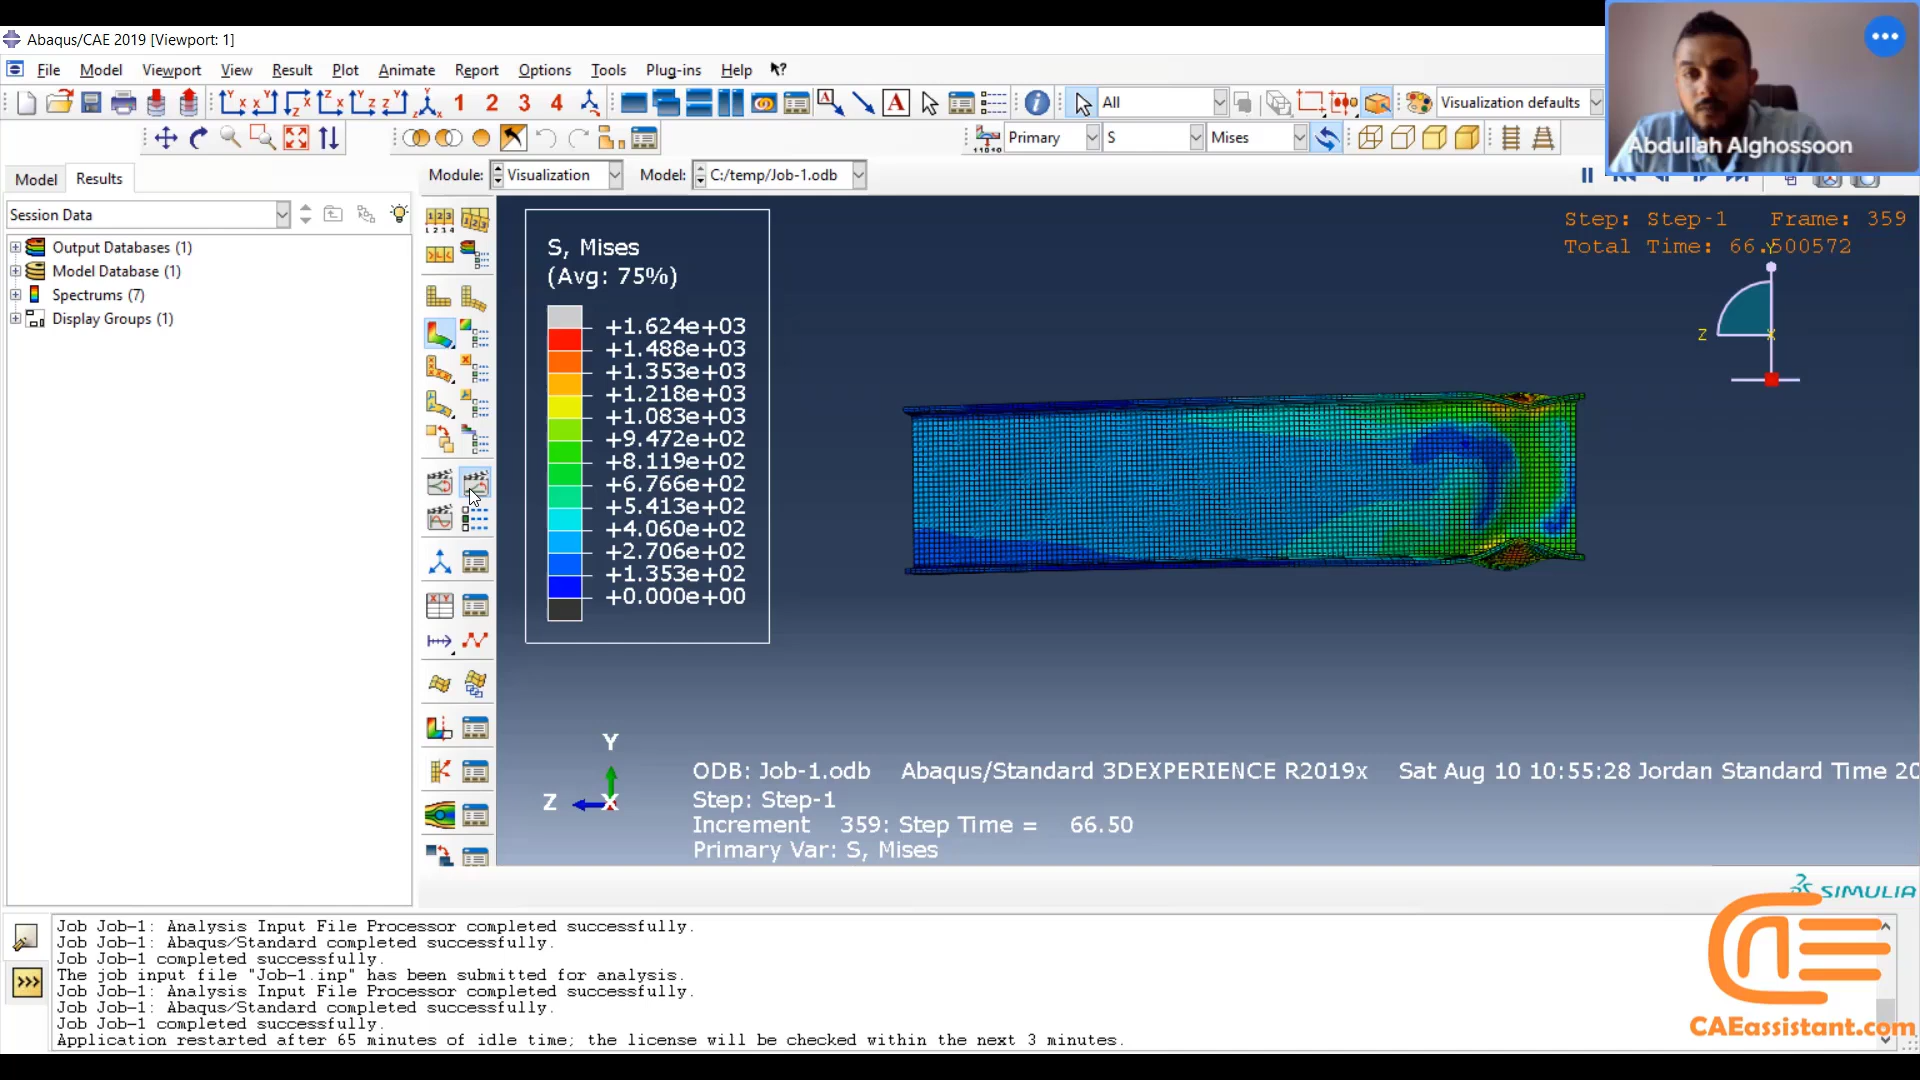 Abaqus/CAE 2019 [Viewport: 1]
File Model Viewport View Result Plot Animate Report Options Tools Plug-ins Help
1 2 3 4 All Visualization defaults
Primary S Mises
Abdullah Alghossoon
Model Results
Module: Visualization Model: C:/temp/Job-1.odb
Session Data
Output Databases (1)
Model Database (1)
Spectrums (7)
Display Groups (1)
Step: Step-1 Frame: 359
Total Time: 66.500572
Y
Z
X
S, Mises
(Avg: 75%)
+1.624e+03
+1.488e+03
+1.353e+03
+1.218e+03
+1.083e+03
+9.472e+02
+8.119e+02
+6.766e+02
+5.413e+02
+4.060e+02
+2.706e+02
+1.353e+02
+0.000e+00
Y
Z X
ODB: Job-1.odb Abaqus/Standard 3DEXPERIENCE R2019x Sat Aug 10 10:55:28 Jordan Standard Time 20
Step: Step-1
Increment 359: Step Time = 66.50
Primary Var: S, Mises
SIMULIA
Job Job-1: Analysis Input File Processor completed successfully.
Job Job-1: Abaqus/Standard completed successfully.
Job Job-1 completed successfully.
The job input file "Job-1.inp" has been submitted for analysis.
Job Job-1: Analysis Input File Processor completed successfully.
Job Job-1: Abaqus/Standard completed successfully.
Job Job-1 completed successfully.
Application restarted after 65 minutes of idle time; the license will be checked within the next 3 minutes.
CAEassistant.com